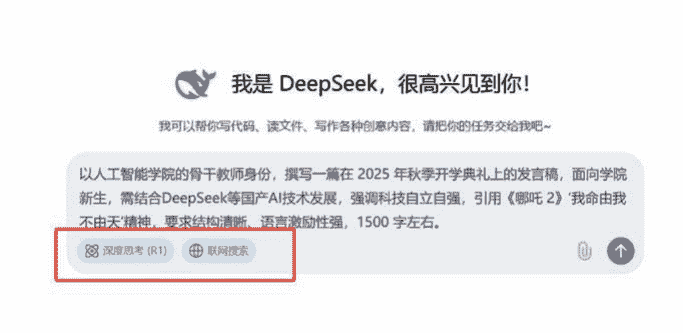 我是 DeepSeek，很高兴见到你！
我可以帮你写代码、读文件、写作各种创意内容，请把你的任务交给我吧~
以人工智能学院的骨干教师身份，撰写一篇在 2025 年秋季开学典礼上的发言稿，面向学院
新生，需结合DeepSeek等国产AI技术发展，强调科技自立自强，引用《哪吒 2》‘我命由我
不由天’精神，要求结构清晰、语言激励性强，1500 字左右。
深度思考 (R1) 联网搜索